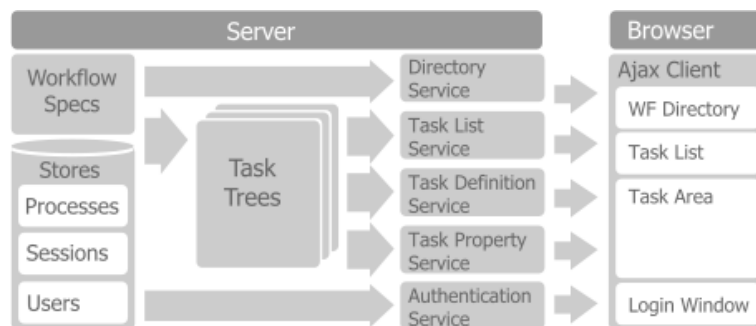 Server
Browser
Workflow
Specs
Stores
Processes
Sessions
Users
Task
Trees
Directory
Service
Task List
Service
Task Definition
Service
Task Property
Service
Authentication
Service
Ajax Client
WF Directory
Task List
Task Area
Login Window